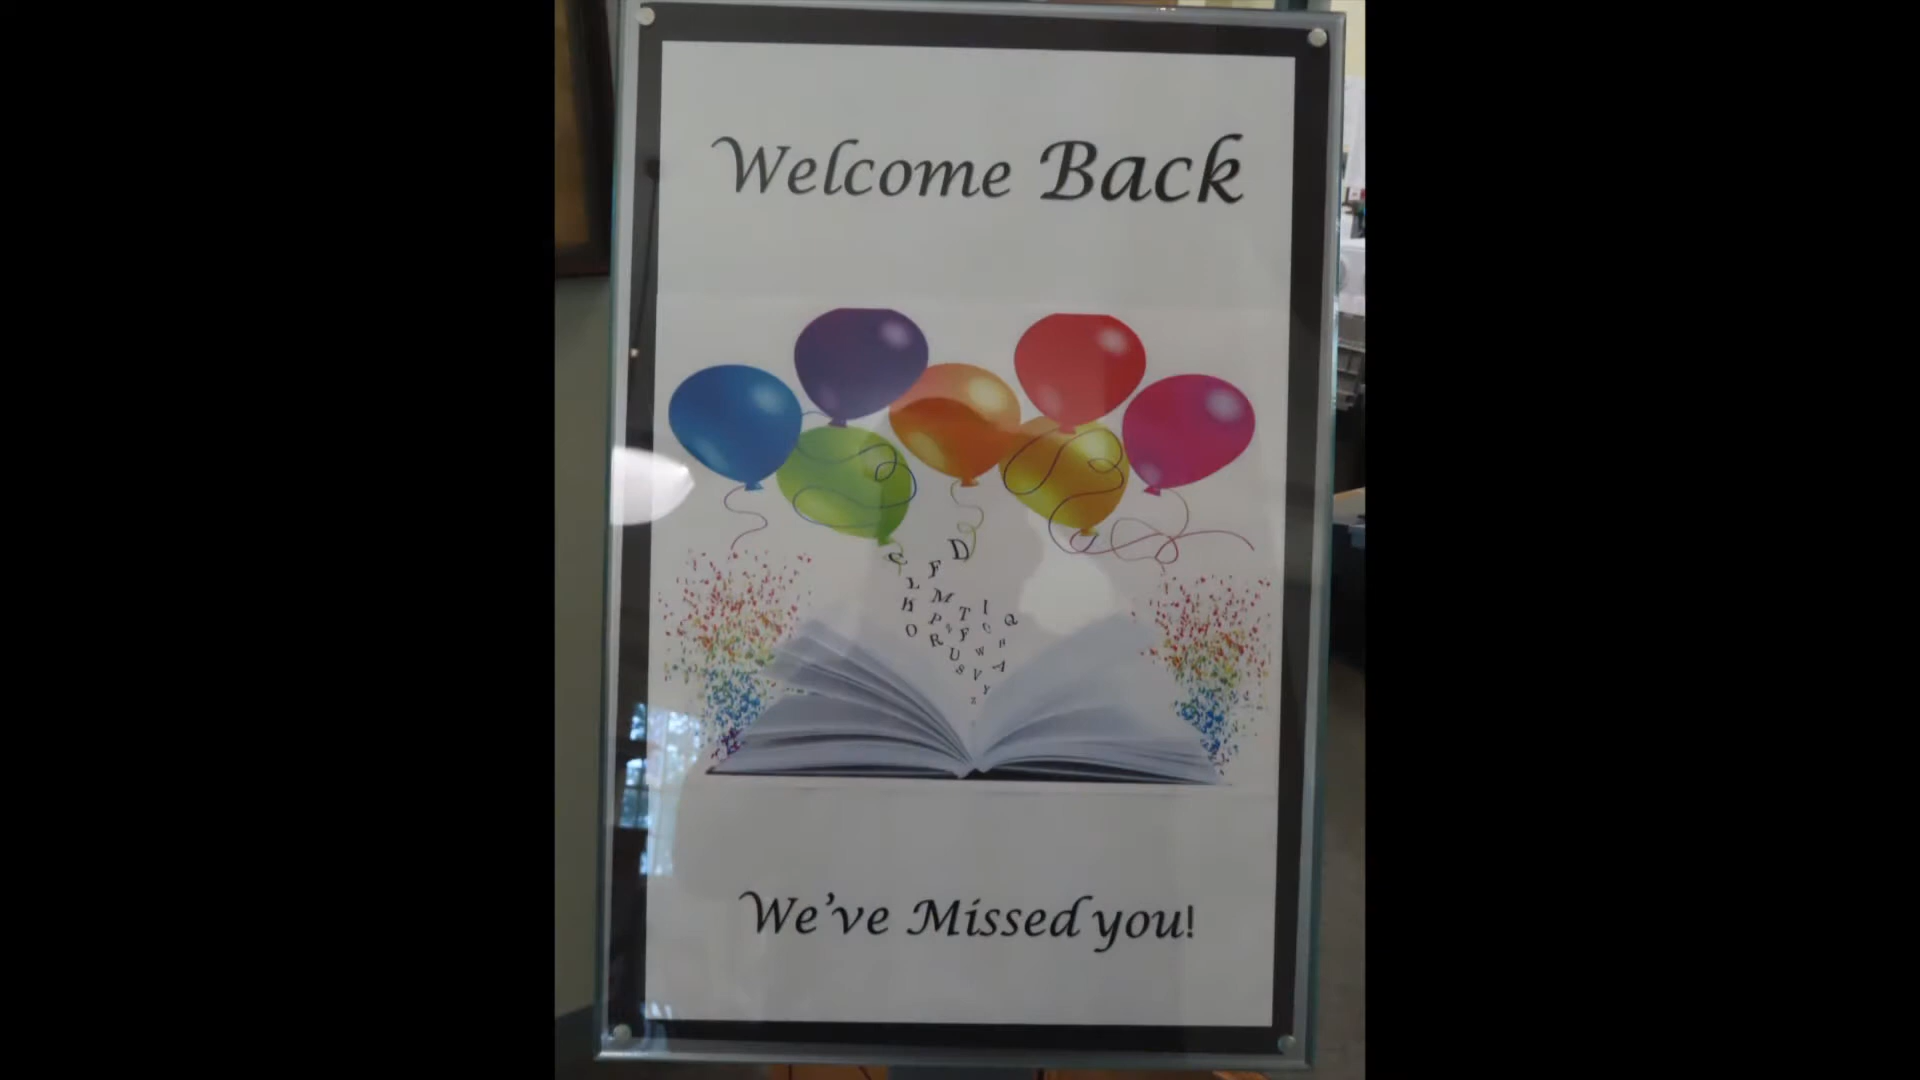 Welcome Back
D
C F
L
K M I
P T Q
O Z F C
R W H
U
S V A
Y
Z
We've Missed you!